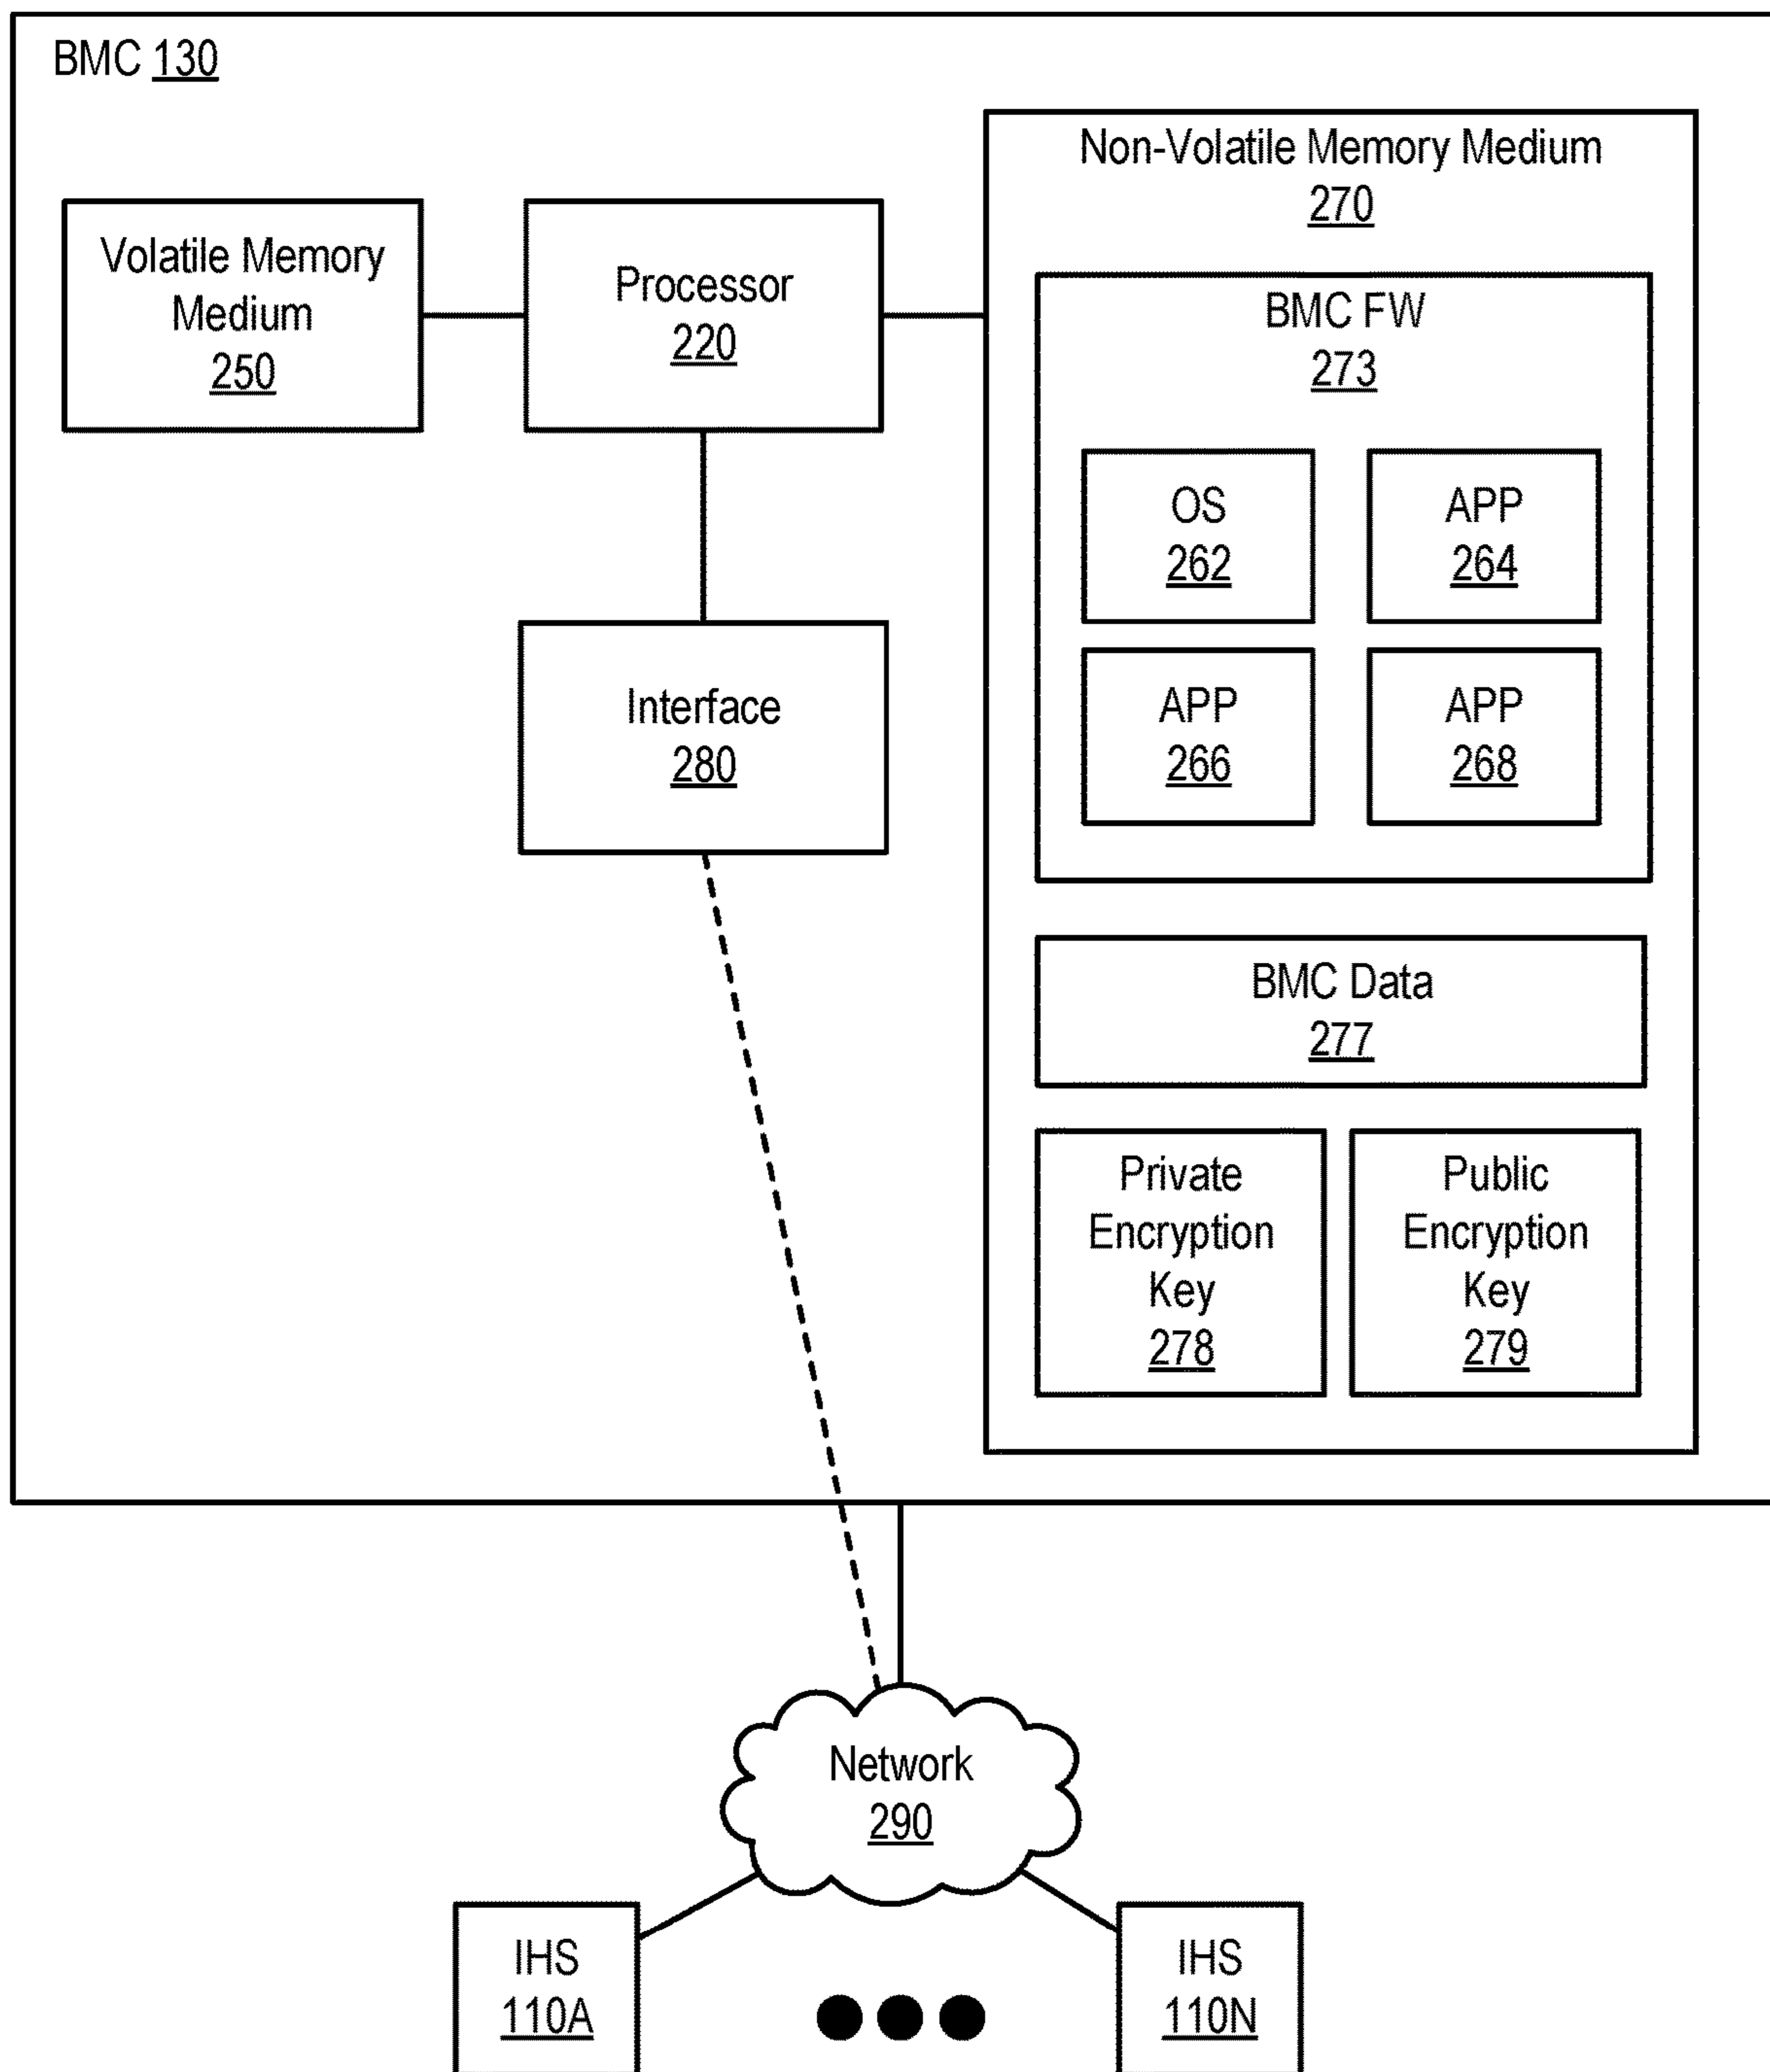 BMC 130
Non-Volatile Memory Medium
270
Volatile Memory
Medium
250
Processor
220
BMC FW
273
OS
262
APP
264
Interface
280
APP
266
APP
268
BMC Data
277
Private
Encryption
Key
278
Public
Encryption
Key
279
Network
290
IHS
110A
IHS
110N